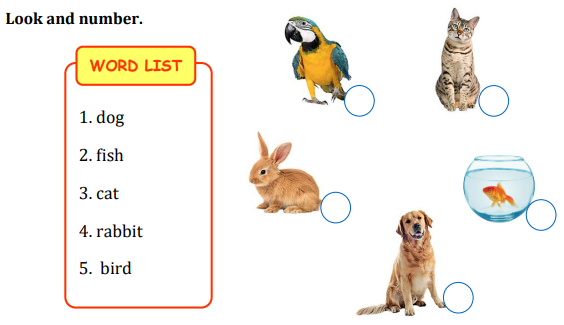 Look and number.
WORD LIST
1. dog
2. fish
3. cat
4. rabbit
5. bird